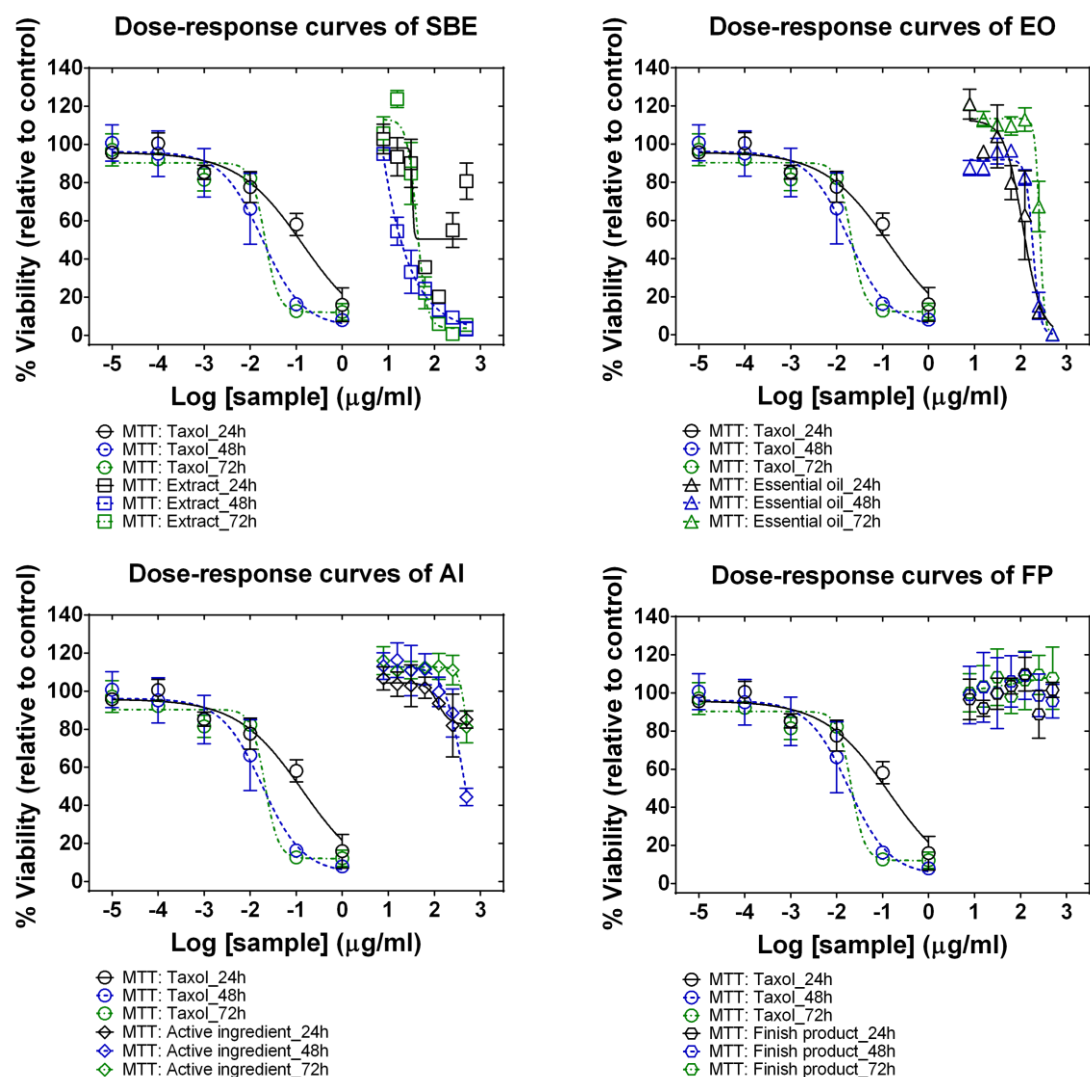 Dose-response curves of SBE
% Viability (relative to control)
140
120
100
80
60
40
20
0
-5 -4 -3 -2 -1 0 1 2 3
Log [sample] (μg/ml)
MTT: Taxol_24h
MTT: Taxol_48h
MTT: Taxol_72h
MTT: Extract_24h
MTT: Extract_48h
MTT: Extract_72h
Dose-response curves of EO
% Viability (relative to control)
140
120
100
80
60
40
20
0
-5 -4 -3 -2 -1 0 1 2 3
Log [sample] (μg/ml)
MTT: Taxol_24h
MTT: Taxol_48h
MTT: Taxol_72h
MTT: Essential oil_24h
MTT: Essential oil_48h
MTT: Essential oil_72h
Dose-response curves of AI
% Viability (relative to control)
140
120
100
80
60
40
20
0
-5 -4 -3 -2 -1 0 1 2 3
Log [sample] (μg/ml)
MTT: Taxol_24h
MTT: Taxol_48h
MTT: Taxol_72h
MTT: Active ingredient_24h
MTT: Active ingredient_48h
MTT: Active ingredient_72h
Dose-response curves of FP
% Viability (relative to control)
140
120
100
80
60
40
20
0
-5 -4 -3 -2 -1 0 1 2 3
Log [sample] (μg/ml)
MTT: Taxol_24h
MTT: Taxol_48h
MTT: Taxol_72h
MTT: Finish product_24h
MTT: Finish product_48h
MTT: Finish product_72h